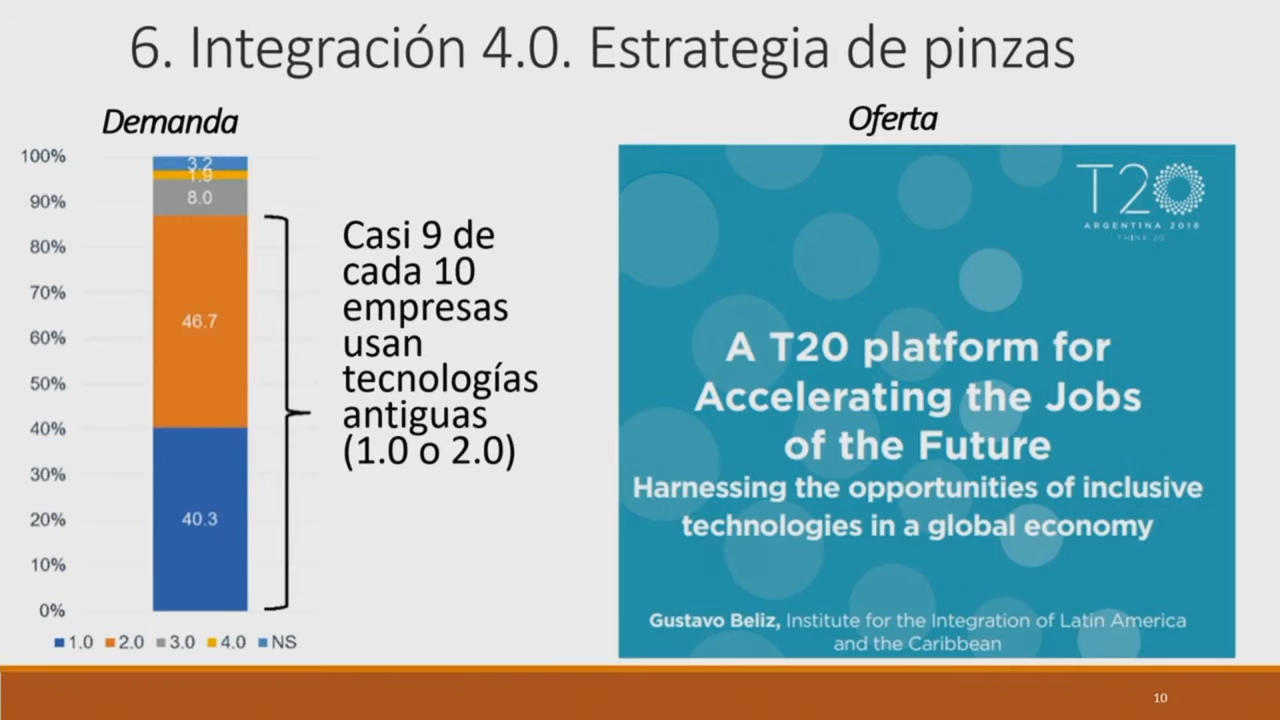 6. Integración 4.0. Estrategia de pinzas
Demanda
100%
90%
80%
70%
60%
50%
40%
30%
20%
10%
0%
3.2
1.9
8.0
46.7
40.3
1.0 2.0 3.0 4.0 NS
Casi 9 de
cada 10
empresas
usan
tecnologías
antiguas
(1.0 o 2.0)
Oferta
T20
ARGENTINA 2018
THINK 20
A T20 platform for
Accelerating the Jobs
of the Future
Harnessing the opportunities of inclusive
technologies in a global economy
Gustavo Beliz, Institute for the Integration of Latin America
and the Caribbean
10